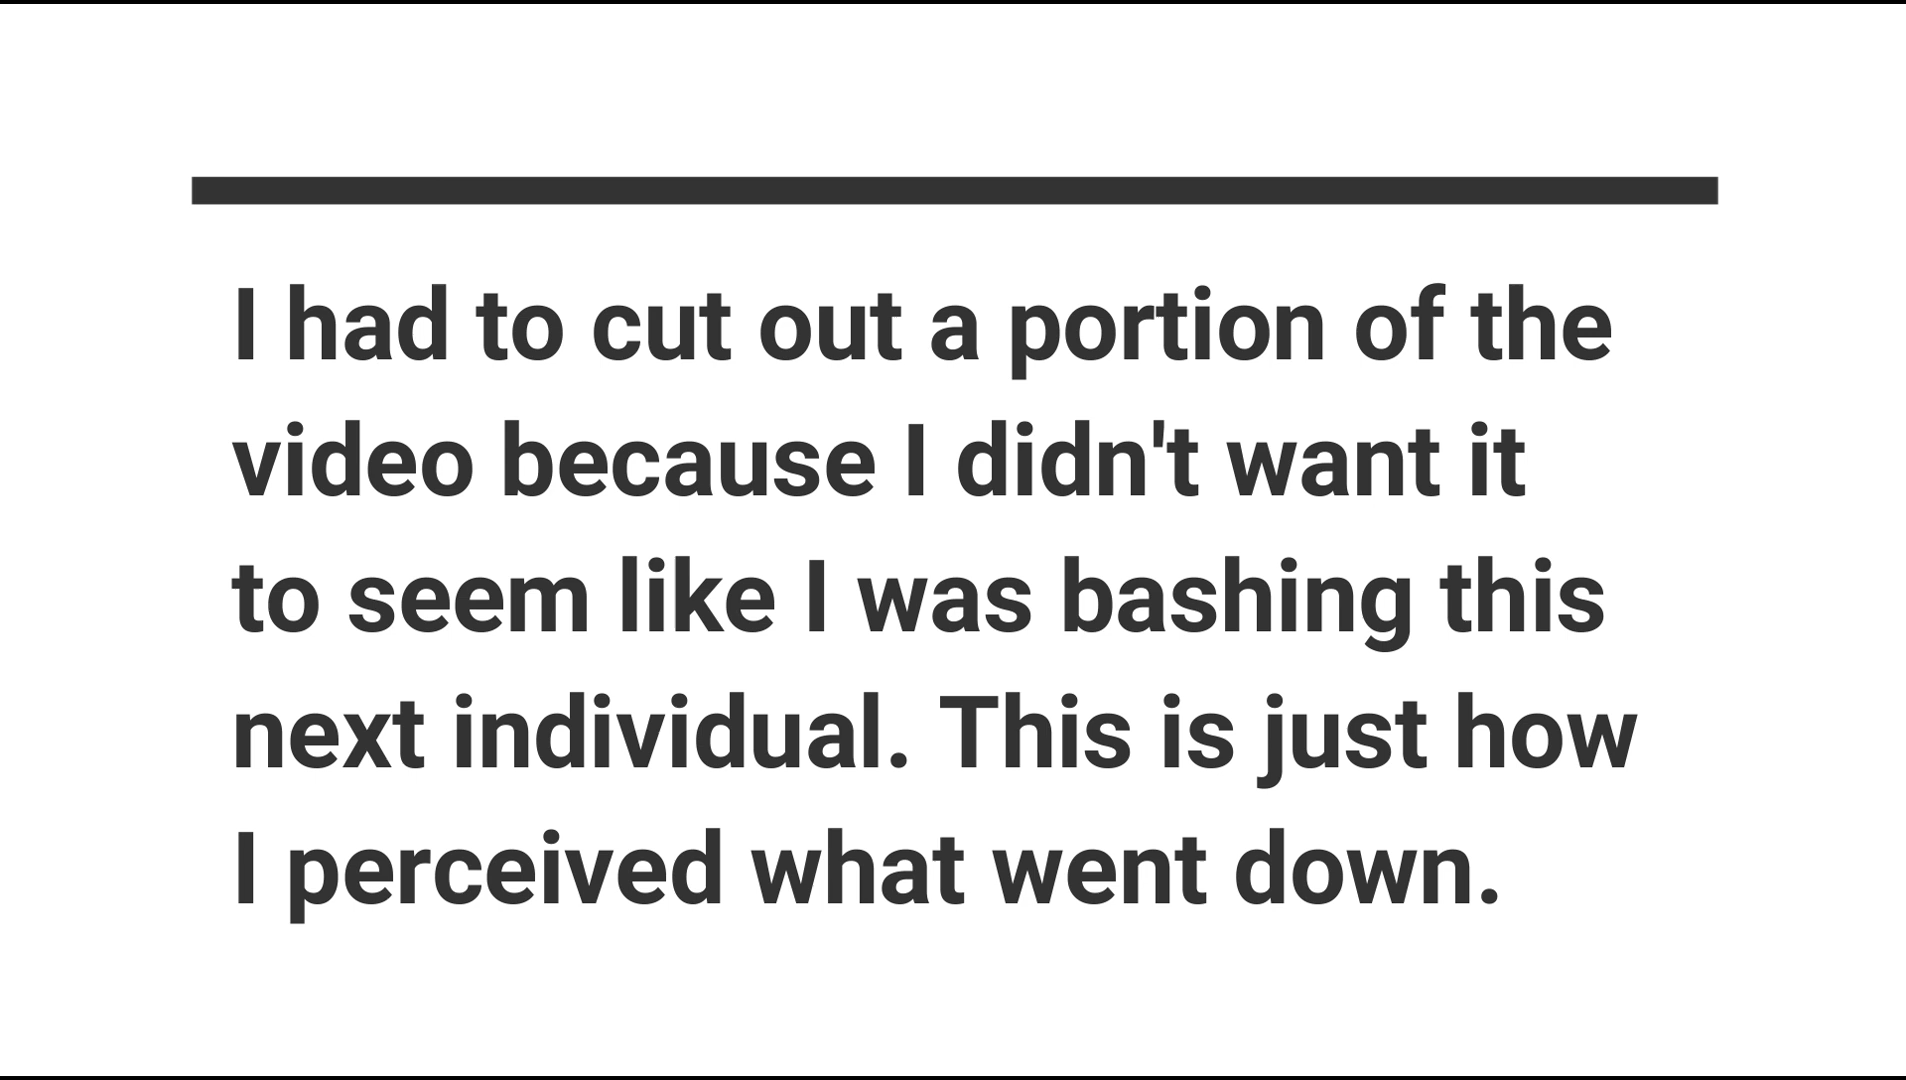 I had to cut out a portion of the
video because I didn't want it
to seem like I was bashing this
next individual. This is just how
I perceived what went down.